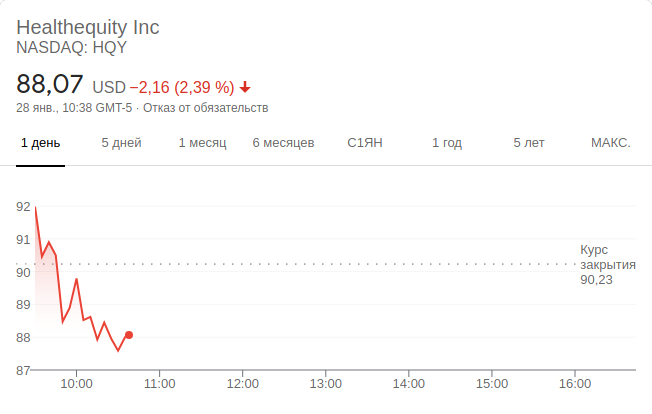 Healthequity Inc
NASDAQ: HQY
88,07 USD −2,16 (2,39 %)
28 янв., 10:38 GMT-5 · Отказ от обязательств
1 день 5 дней 1 месяц 6 месяцев С1ЯН 1 год 5 лет МАКС.
92
91
90
89
88
87
Курс
закрытия
90,23
10:00 11:00 12:00 13:00 14:00 15:00 16:00